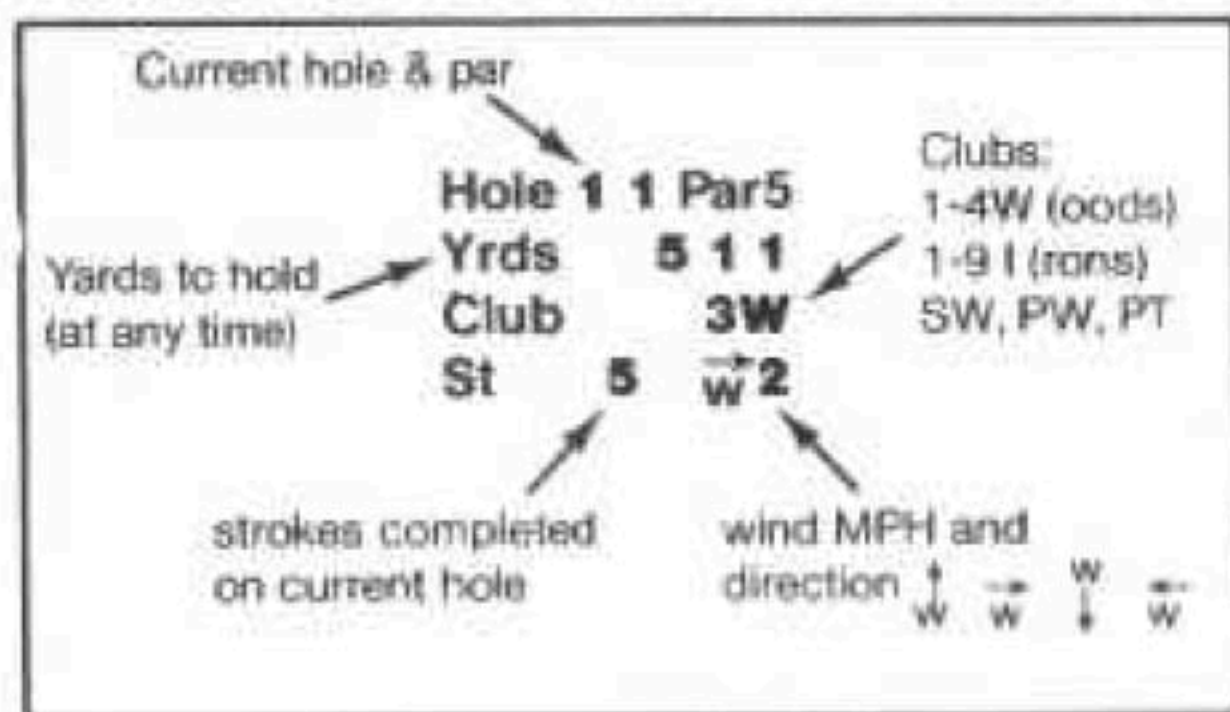 Current hole & par
Hole 1 1 Par5
Yrds 5 1 1
Club 3W
St 5 w 2
Clubs:
1-4W (oods)
1-9 I (rons)
SW, PW, PT
Yards to hold
(at any time)
strokes completed
on current hole
wind MPH and
direction W W W W